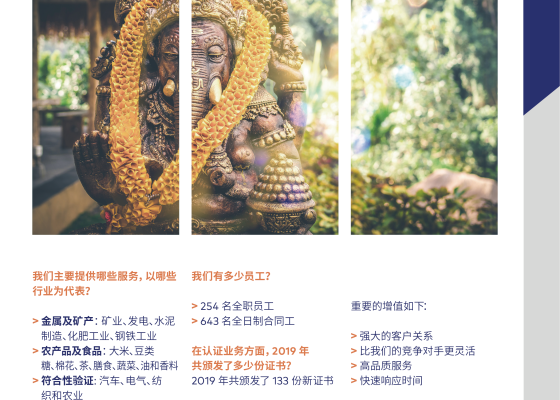 我们主要提供哪些服务，以哪些
行业为代表？
> 金属及矿产：矿业、发电、水泥
制造、化肥工业、钢铁工业
> 农产品及食品：大米、豆类
糖、棉花、茶、膳食、蔬菜、油和香料
> 符合性验证: 汽车、电气、纺
织和农业
我们有多少员工？
> 254 名全职员工
> 643 名全日制合同工
在认证业务方面，2019 年
共颁发了多少份证书？
2019 年共颁发了 133 份新证书
重要的增值如下:
> 强大的客户关系
> 比我们的竞争对手更灵活
> 高品质服务
> 快速响应时间